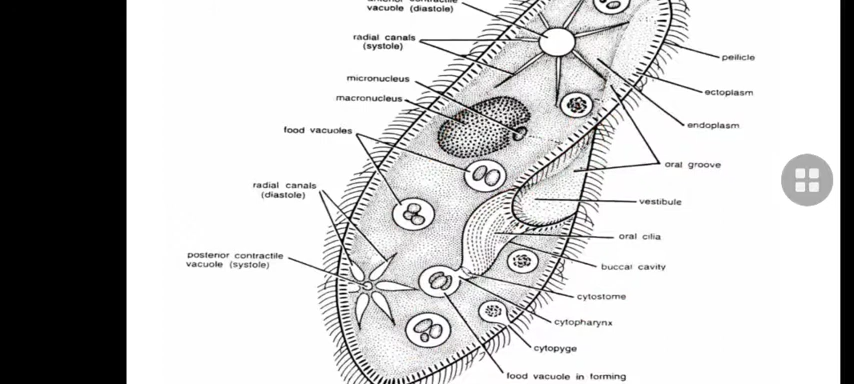 vacuole (diastole)
radial canals
(systole)
micronucleus
macronucleus
food vacuoles
radial canals
(diastole)
posterior contractile
vacuole (systole)
pellicle
ectoplasm
endoplasm
oral groove
vestibule
oral cilia
buccal cavity
cytostome
cytopharynx
cytopyge
food vacuole in forming